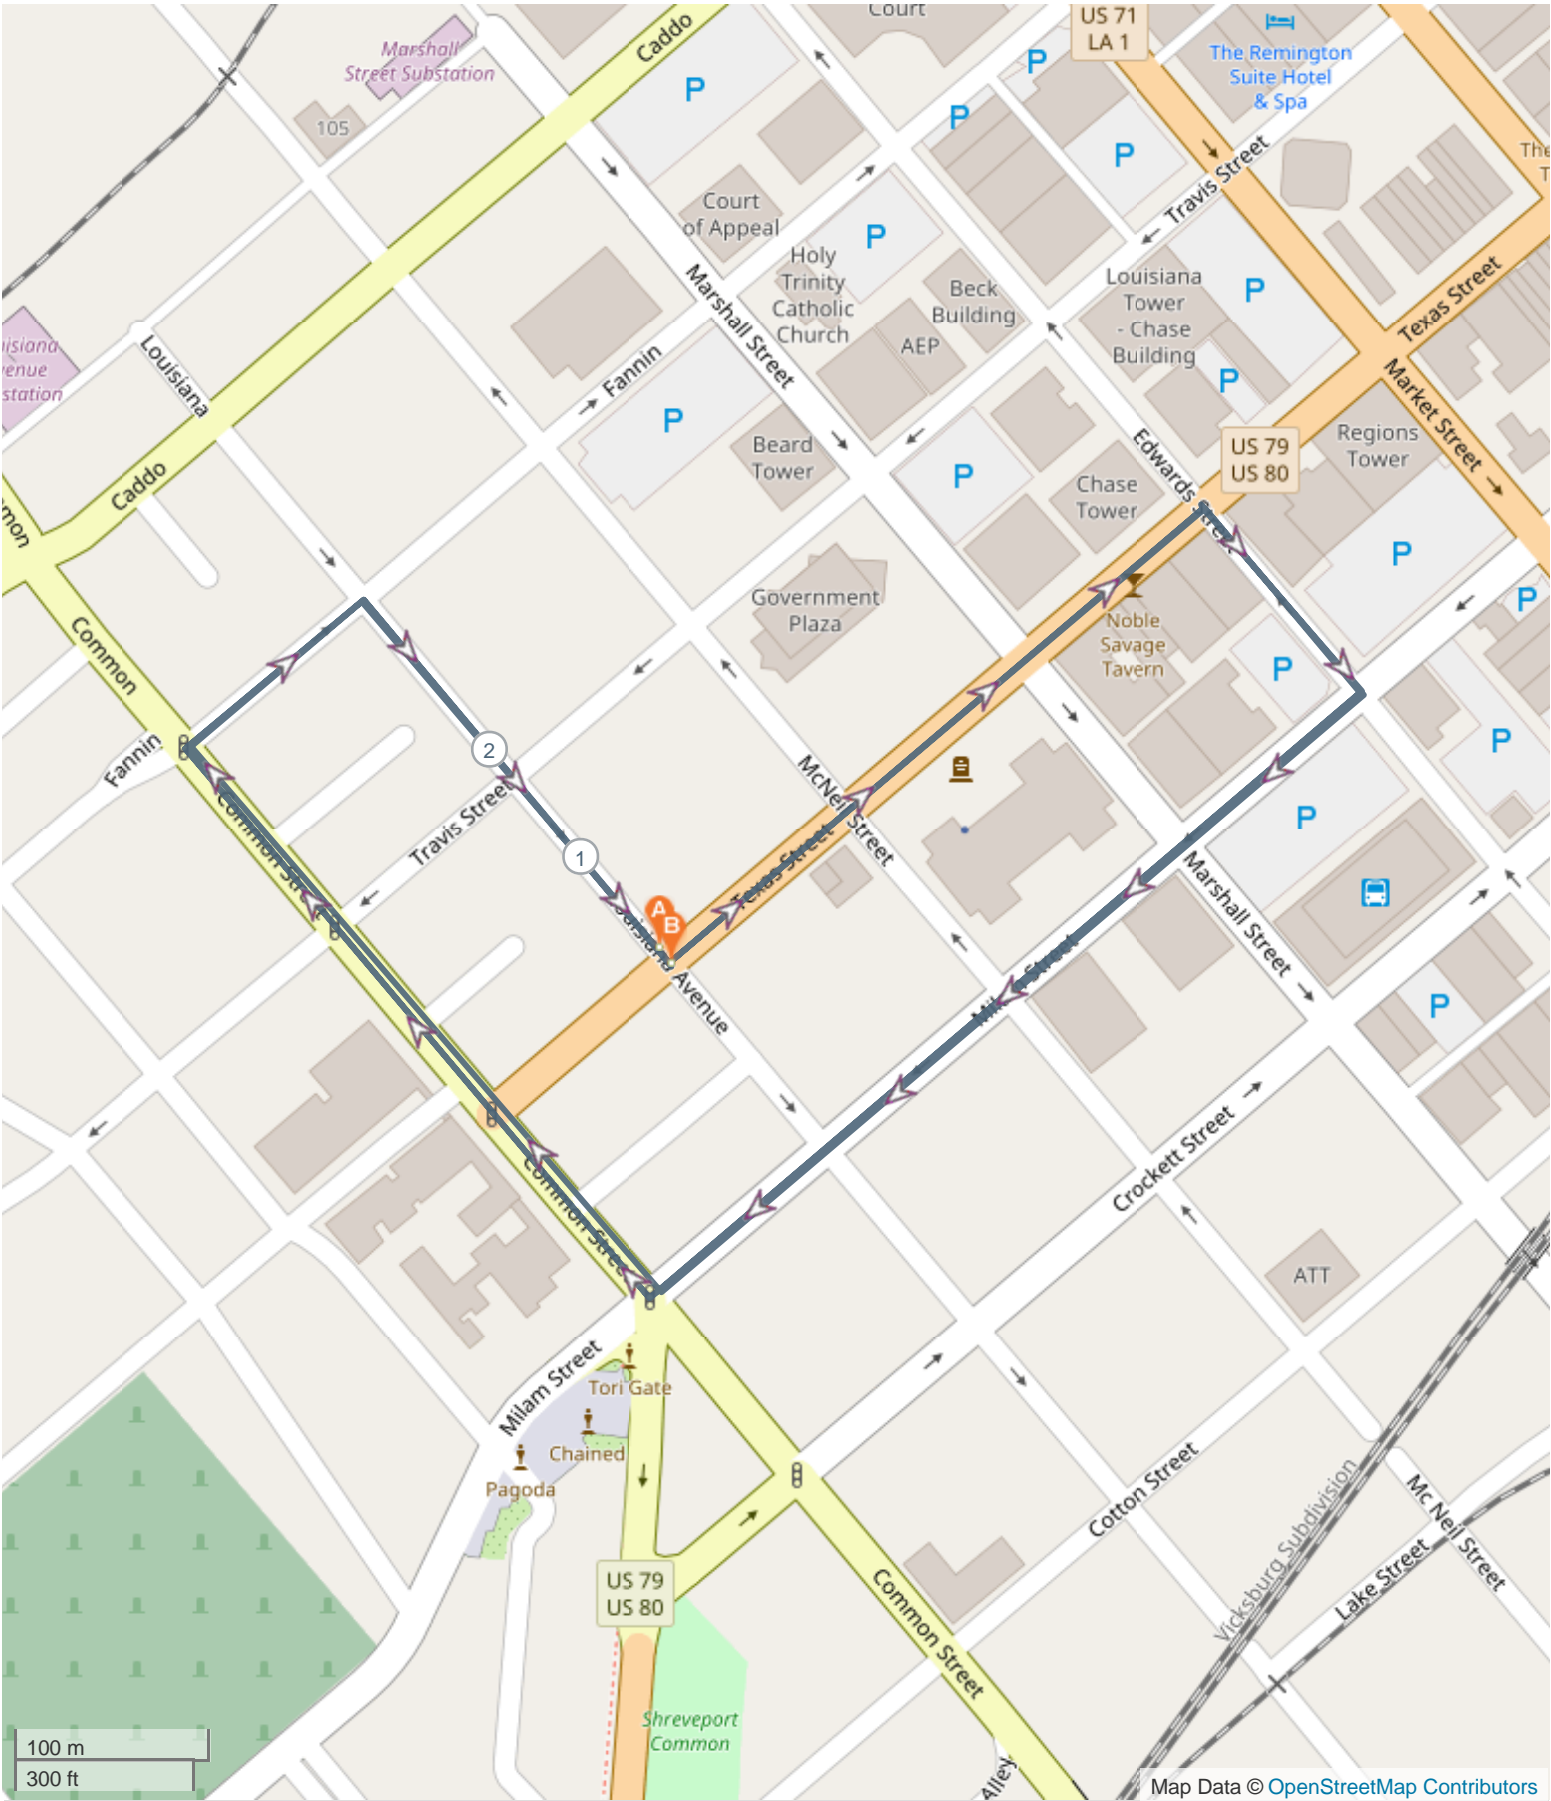 Court
US 71
LA 1
The Remington
Suite Hotel
& Spa
Caddo
Marshall
Street Substation
105
P
P
P
P
Travis Street
The
T
Court
of Appeal
P
Holy
Trinity
Catholic
Church
Beck
Building
AEP
Louisiana
Tower
- Chase
Building
P
P
Texas Street
Marshall Street
Market Street
Louisiana
Fannin
P
Beard
Tower
P
Chase
Tower
Edwards Street
US 79
US 80
Regions
Tower
P
P
Caddo
mon
Common
Government
Plaza
Noble
Savage
Tavern
P
P
P
Fannin
2
1
Travis Street
Common Street
McNeil Street
Texas Street
A
B
Louisiana Avenue
Marshall Street
Milam Street
P
Common Street
Crockett Street
ATT
Milam Street
Tori Gate
Chained
Pagoda
Cotton Street
Mc Neil Street
Lake Street
Vicksburg Subdivision
US 79
US 80
Common Street
Shreveport
Common
Alley
100 m
300 ft
Map Data © OpenStreetMap Contributors